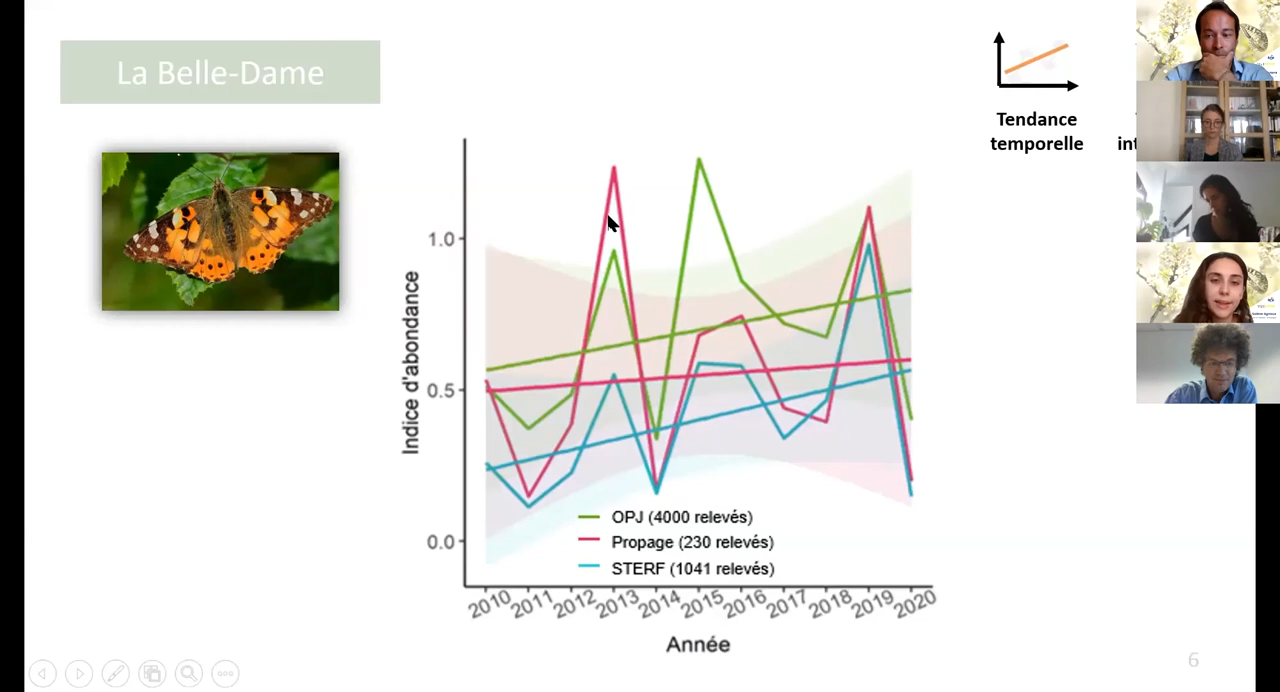 La Belle-Dame
Tendance
temporelle
int
Indice d'abondance
1.0
0.5
0.0
OPJ (4000 relevés)
Propage (230 relevés)
STERF (1041 relevés)
2010 2011 2012 2013 2014 2015 2016 2017 2018 2019 2020
Année
6